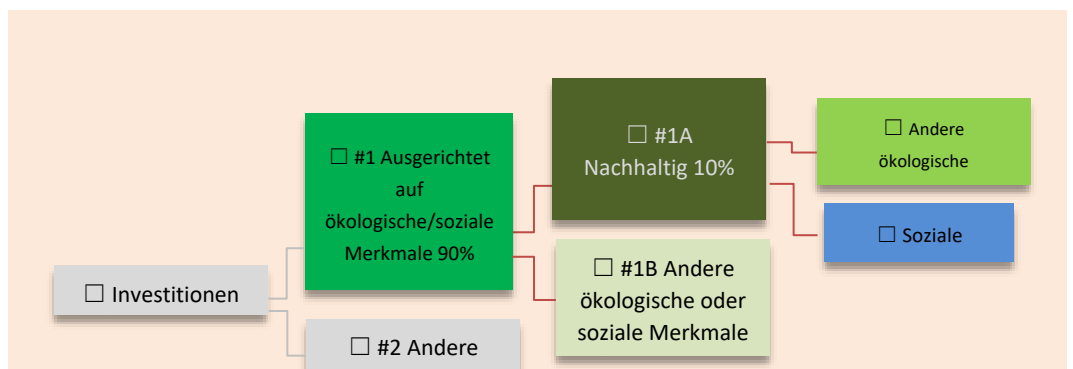 ☐ Investitionen
☐ #1 Ausgerichtet
auf
ökologische/soziale
Merkmale 90%
☐ #2 Andere
☐ #1A
Nachhaltig 10%
☐ #1B Andere
ökologische oder
soziale Merkmale
☐ Andere
ökologische
☐ Soziale